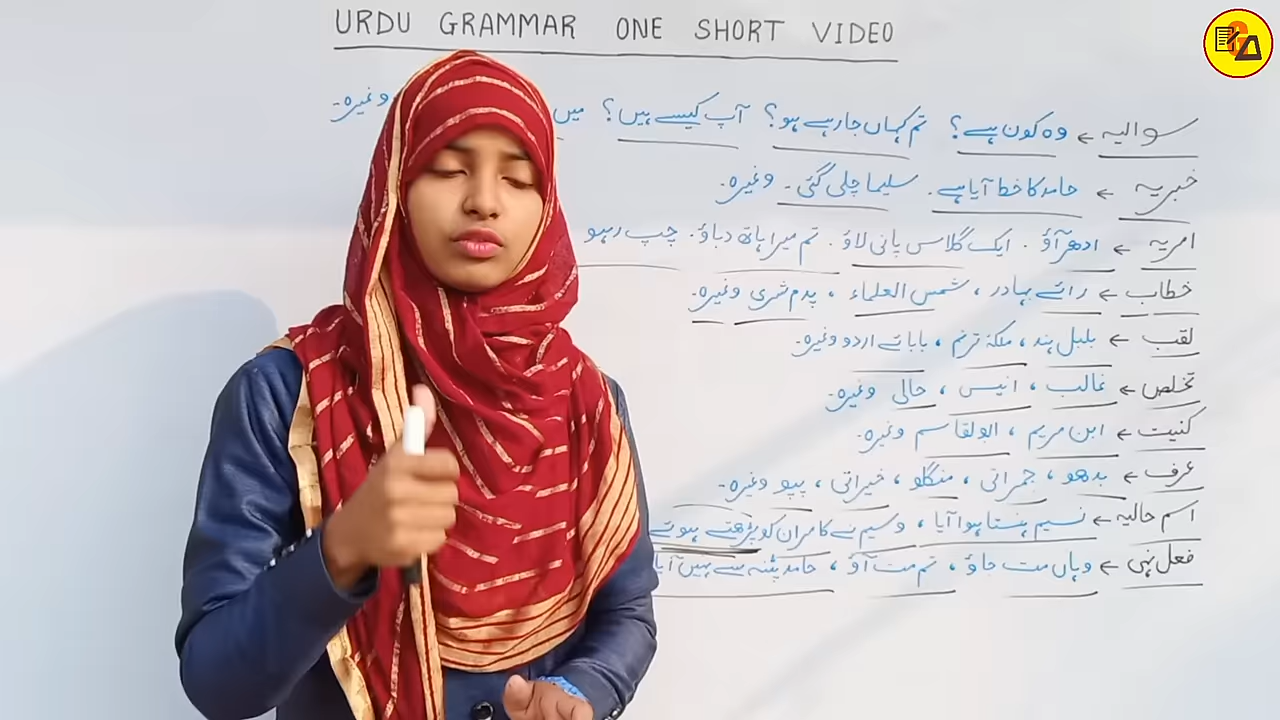 URDU GRAMMAR ONE SHORT VIDEO
سوالیہ ← وہ کون ہے؟ تم کہاں جارہے ہو؟ آپ کیسے ہیں؟ میں وغیرہ۔
خبریہ ← حامد کا خط آیا ہے۔ سلیما چلی گئی۔ وغیرہ۔
امریہ ← ادھر آؤ۔ ایک گلاس پانی لاؤ۔ تم میرا ہاتھ دباؤ۔ چپ رہو
خطاب ← رائے بہادر، شمس العلماء، پدم شری وغیرہ۔
لقب ← بلبل ہند، ملکۂ ترنم، بابائے اردو وغیرہ۔
تخلص ← غالب، انیس، حالی وغیرہ۔
کنیت ← ابن مریم، ابوالقاسم وغیرہ۔
عرف ← بدھو، جمراتی، منگلو، خیراتی، پپو وغیرہ۔
اسم حالیہ ← نسیم ہنستا ہوا آیا، وسیم نے کامران کو پڑھتے ہوئے
فعل نہی ← وہاں مت جاؤ، تم مت آؤ، حامد پٹنہ سے نہیں آیا